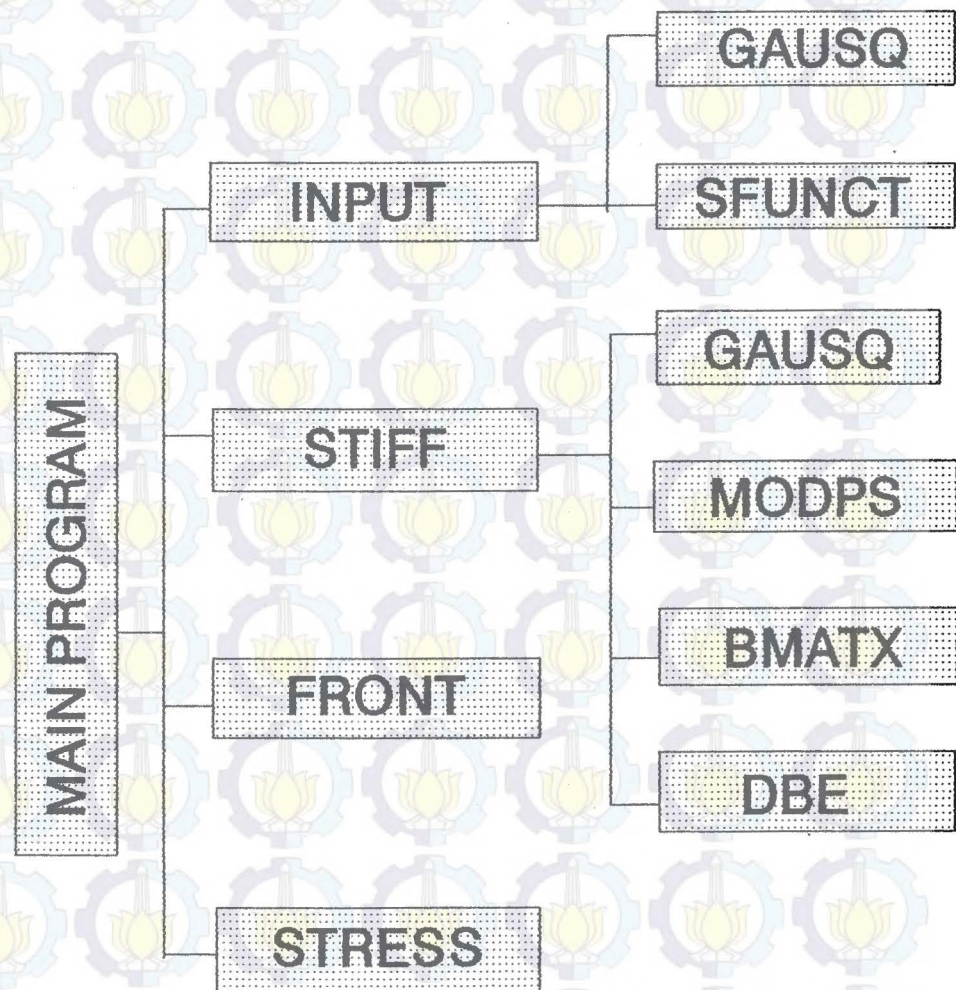 MAIN PROGRAM
INPUT
GAUSQ
SFUNCT
STIFF
GAUSQ
MODPS
BMATX
DBE
FRONT
STRESS